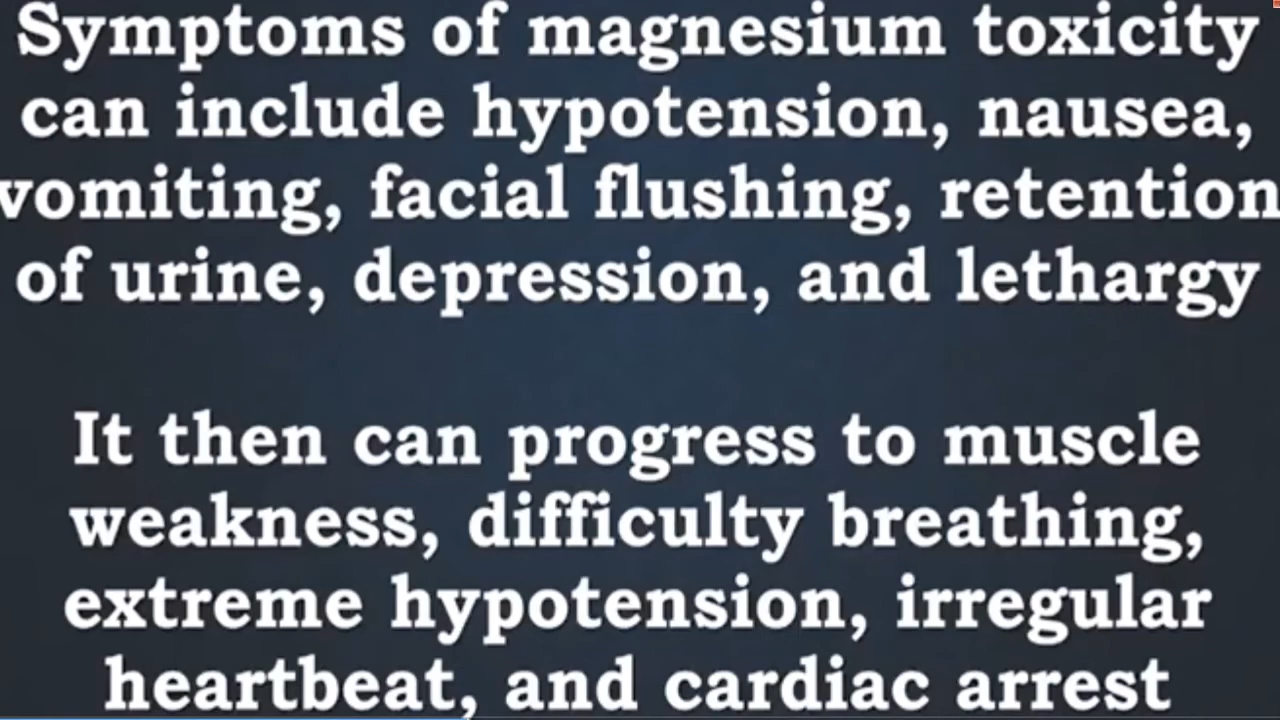 Symptoms of magnesium toxicity
can include hypotension, nausea,
vomiting, facial flushing, retention
of urine, depression, and lethargy
It then can progress to muscle
weakness, difficulty breathing,
extreme hypotension, irregular
heartbeat, and cardiac arrest